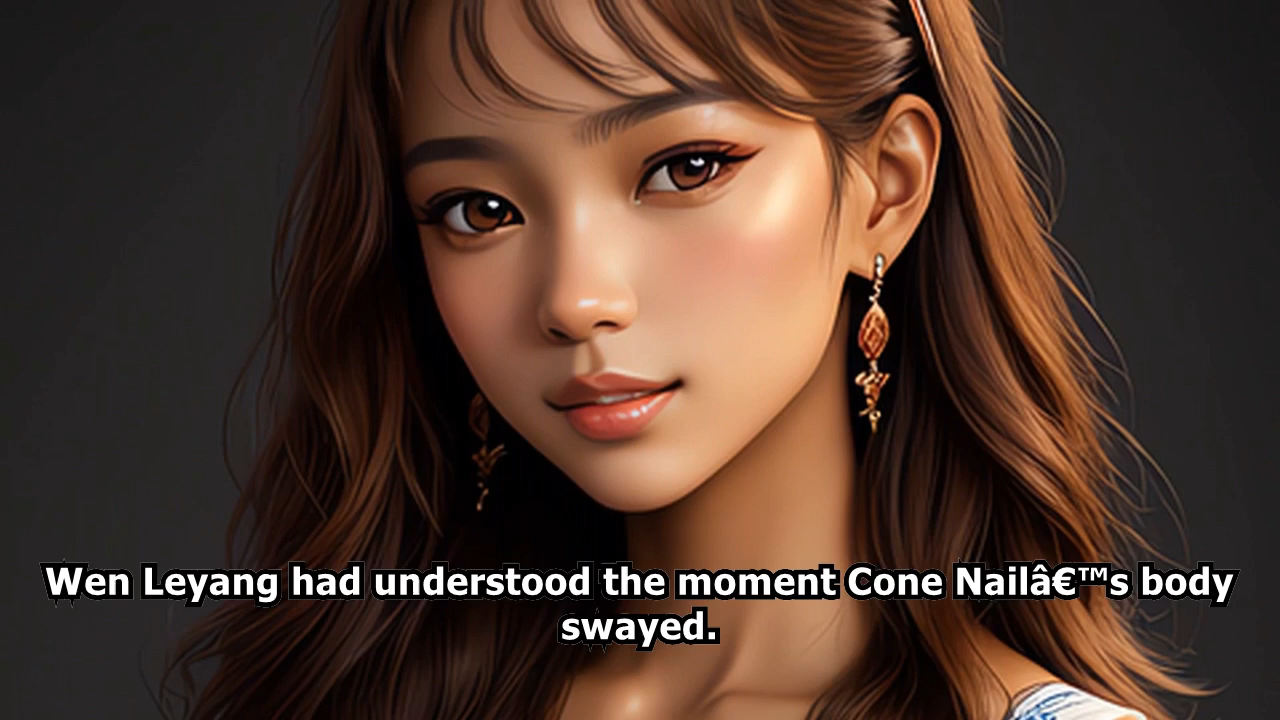 Wen Leyang had understood the moment Cone Nailâ€™s body
swayed.